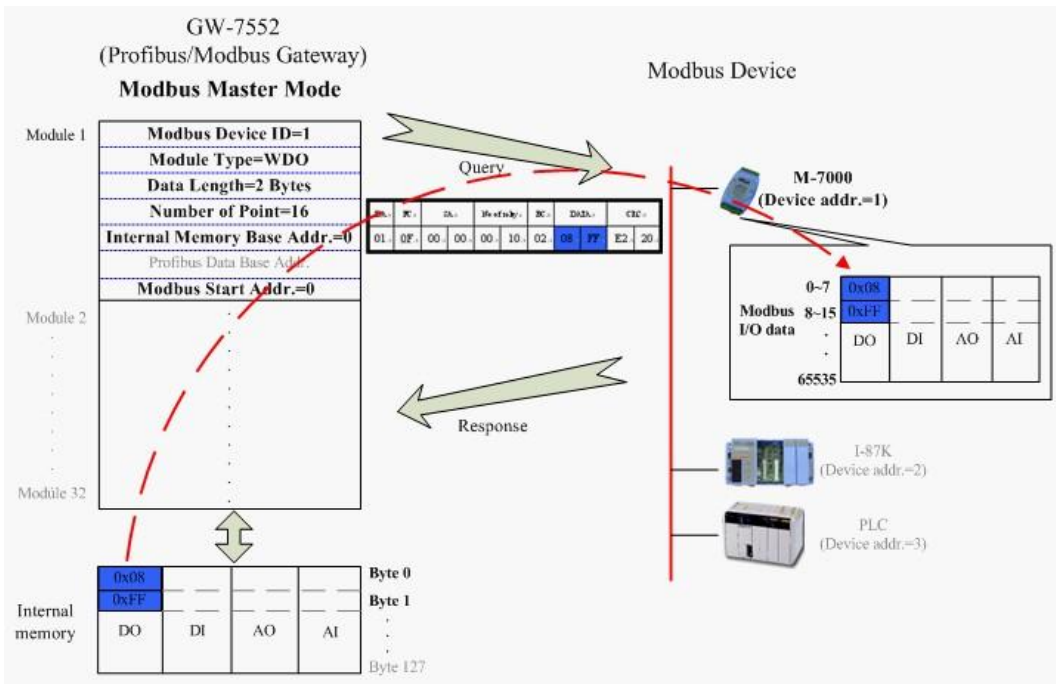 GW-7552
(Profibus/Modbus Gateway)
Modbus Master Mode
Modbus Device
Module 1
Modbus Device ID=1
Module Type=WDO
Data Length=2 Bytes
Number of Point=16
Internal Memory Base Addr.=0
Profibus Data Base Addr.
Modbus Start Addr.=0
Module 2
Module 32
Query
FC SA BC DATA CRC
01 0F 00 00 00 10 02 08 FF E2 20
Response
M-7000
(Device addr.=1)
0~7 0x08
Modbus 8~15 0xFF
I/O data
DO DI AO AI
65535
I-87K
(Device addr.=2)
PLC
(Device addr.=3)
0x08 Byte 0
0xFF Byte 1
Internal
memory
DO DI AO AI
Byte 127